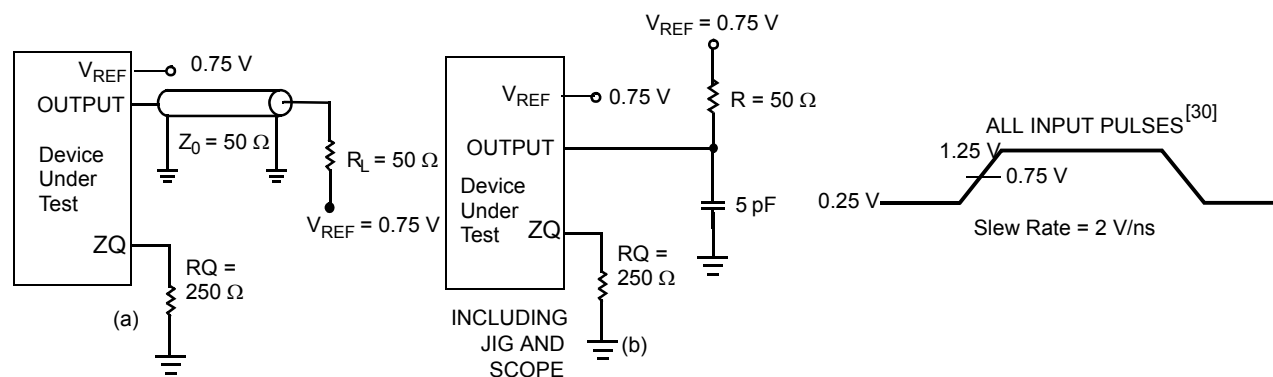 V_REF
0.75 V
OUTPUT
Z_0 = 50 Ω
Device
Under
Test
R_L = 50 Ω
V_REF = 0.75 V
ZQ
RQ =
250 Ω
(a)
V_REF = 0.75 V
R = 50 Ω
V_REF
0.75 V
OUTPUT
Device
Under
Test
5 pF
ZQ
RQ =
250 Ω
INCLUDING
JIG AND
SCOPE
(b)
ALL INPUT PULSES[30]
1.25 V
0.75 V
0.25 V
Slew Rate = 2 V/ns